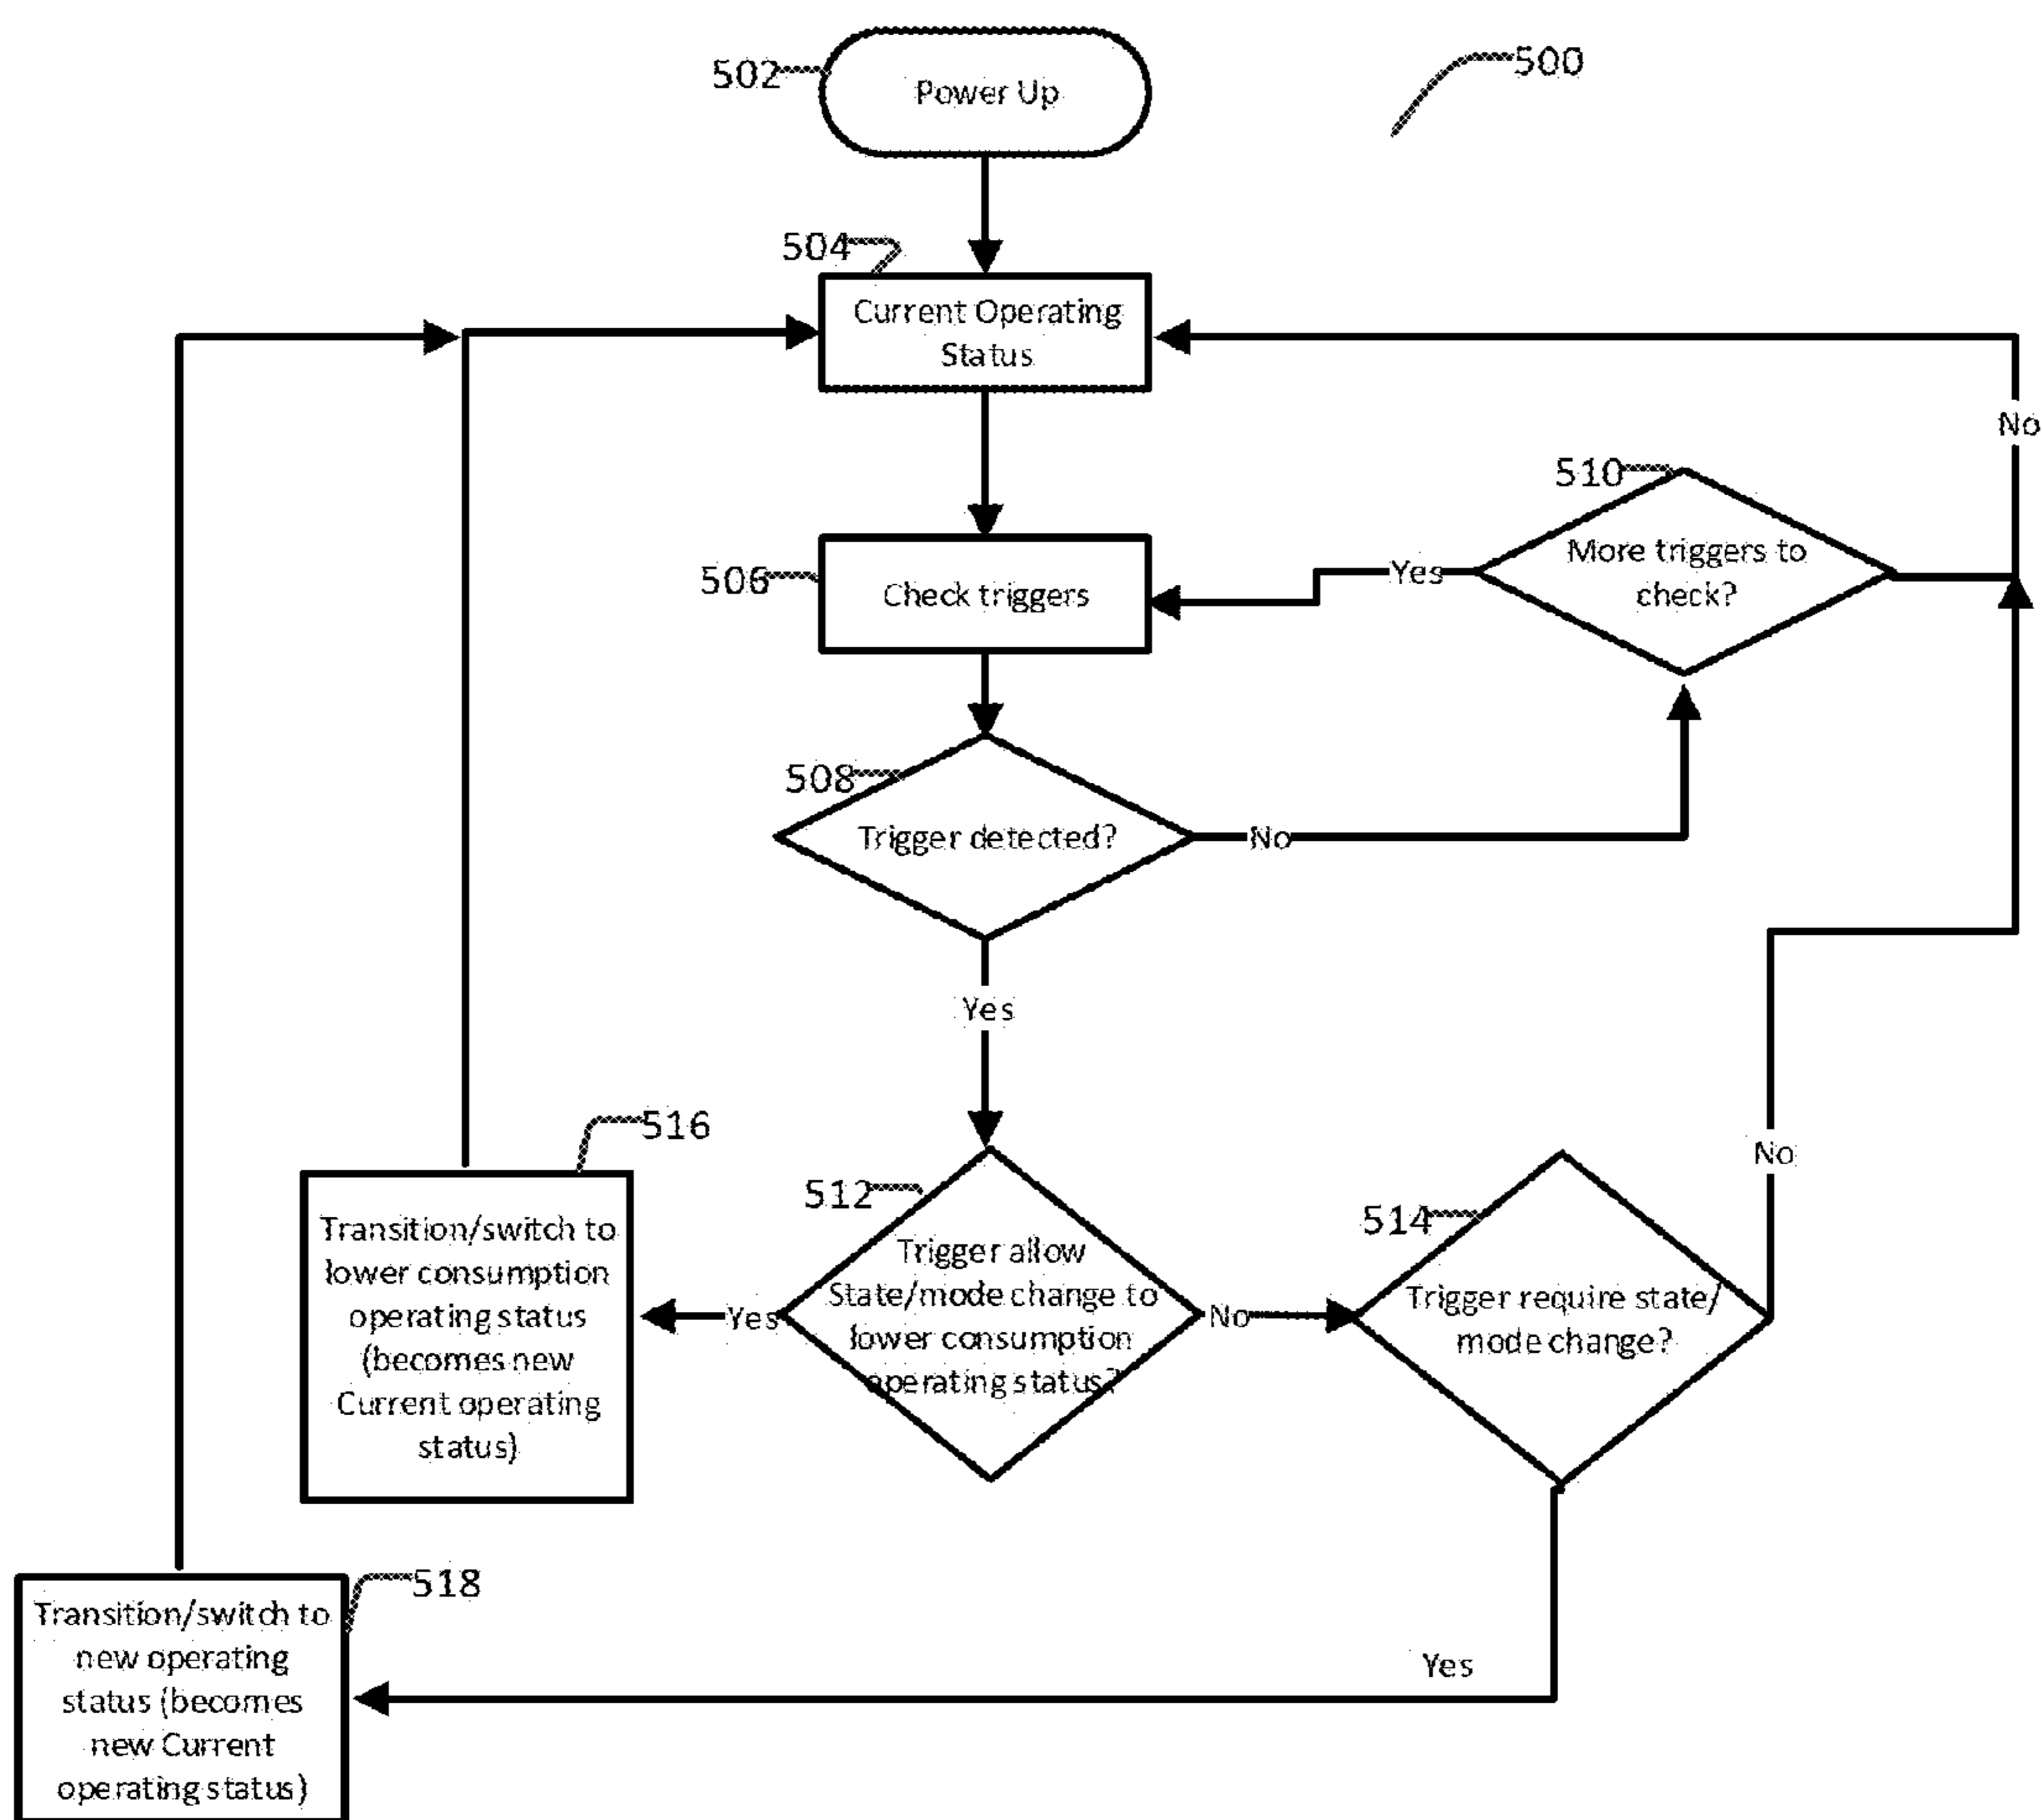 502
Power Up
500
504
Current Operating
Status
No
510
More triggers to
check?
Yes
506
Check triggers
508
Trigger detected?
No
Yes
516
Transition/switch to
lower consumption
operating status
(becomes new
Current operating
status)
Yes
512
Trigger allow
State/mode change to
lower consumption
operating status?
No
514
Trigger require state/
mode change?
No
518
Transition/switch to
new operating
status (becomes
new Current
operating status)
Yes